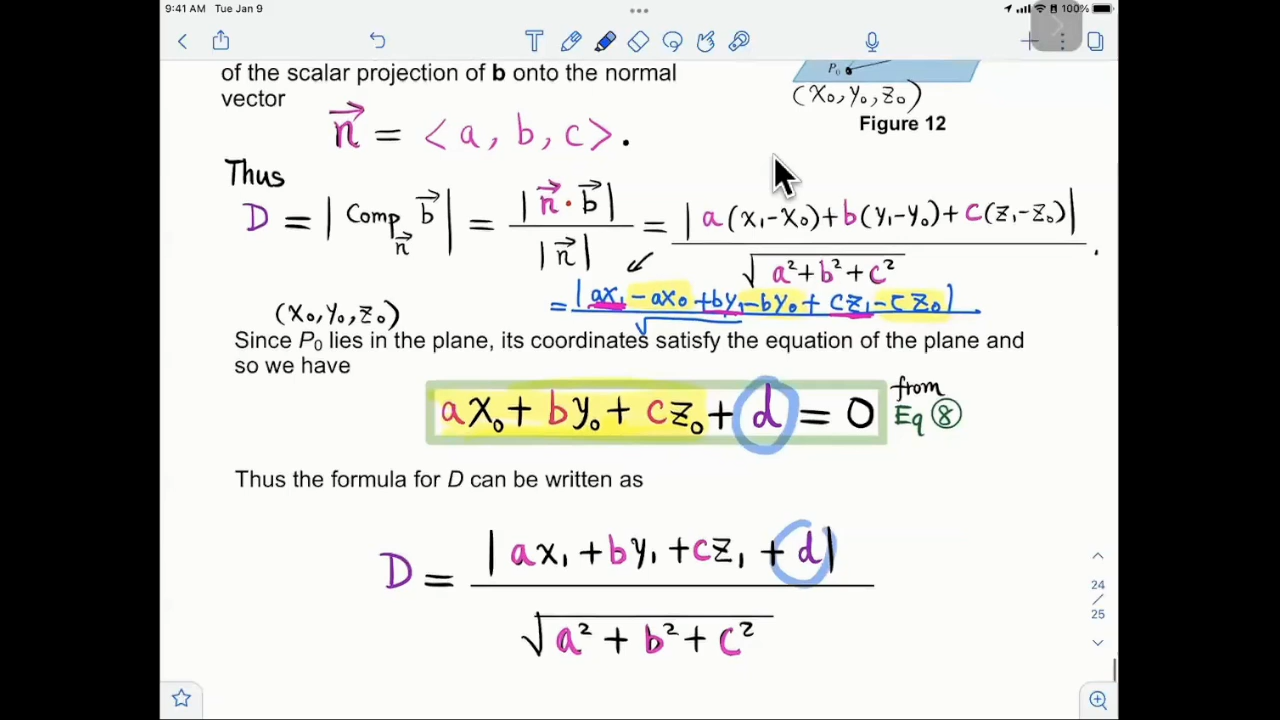 9:41 AM Tue Jan 9
100%
of the scalar projection of b onto the normal
vector
P₀
(x₀, y₀, z₀)
Figure 12
n⃗ = <a, b, c>.
Thus
D = |Comp_n⃗ b⃗| = |n⃗ · b⃗| / |n⃗| = |a(x₁-x₀)+b(y₁-y₀)+c(z₁-z₀)| / √(a²+b²+c²).
= |ax₁ -ax₀ +by₁ -by₀ + cz₁ -cz₀| / √
(x₀, y₀, z₀)
Since P₀ lies in the plane, its coordinates satisfy the equation of the plane and
so we have
ax₀ + by₀ + cz₀ + d = 0
from
Eq ⑧
Thus the formula for D can be written as
D = |ax₁ + by₁ + cz₁ + d| / √(a² + b² + c²)
24
/
25